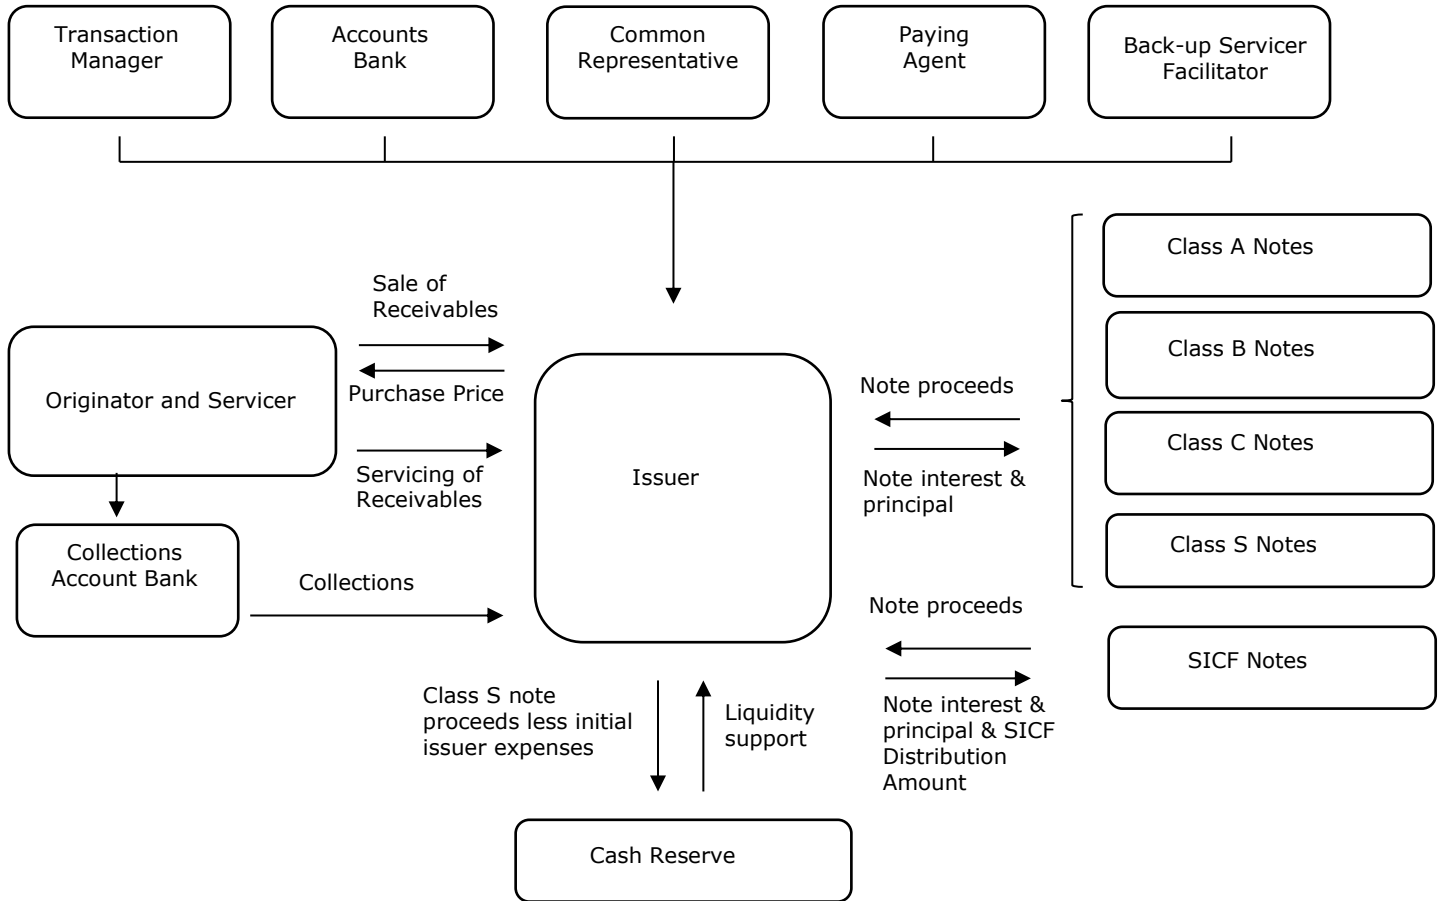 Transaction
Manager
Accounts
Bank
Common
Representative
Paying
Agent
Back-up Servicer
Facilitator
Sale of
Receivables
Purchase Price
Originator and Servicer
Servicing of
Receivables
Collections
Account Bank
Collections
Issuer
Note proceeds
Note interest &
principal
Class A Notes
Class B Notes
Class C Notes
Class S Notes
Note proceeds
SICF Notes
Note interest &
principal & SICF
Distribution
Amount
Class S note
proceeds less initial
issuer expenses
Liquidity
support
Cash Reserve